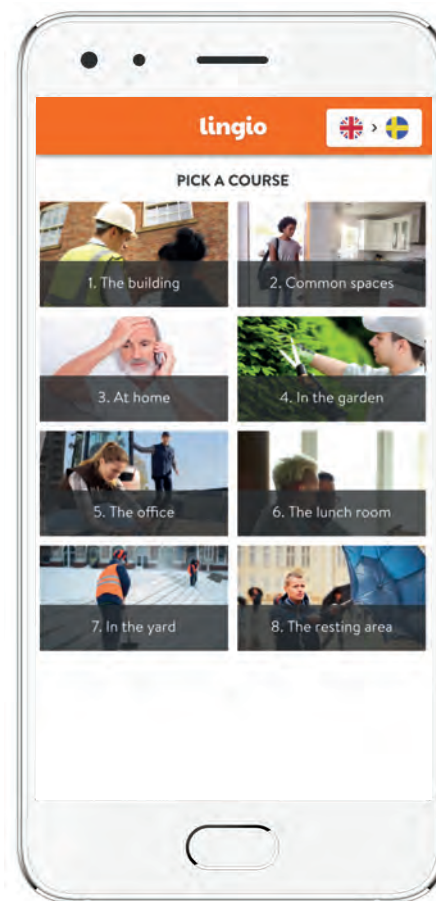 lingio
PICK A COURSE
1. The building
2. Common spaces
3. At home
4. In the garden
5. The office
6. The lunch room
7. In the yard
8. The resting area